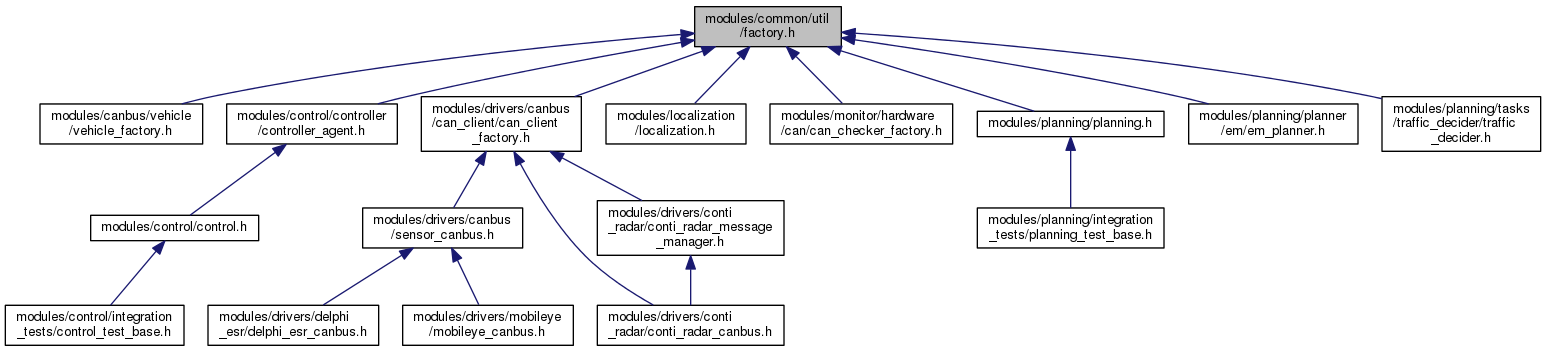 modules/common/util
/factory.h
modules/canbus/vehicle
/vehicle_factory.h
modules/control/controller
/controller_agent.h
modules/drivers/canbus
/can_client/can_client
_factory.h
modules/localization
/localization.h
modules/monitor/hardware
/can/can_checker_factory.h
modules/planning/planning.h
modules/planning/planner
/em/em_planner.h
modules/planning/tasks
/traffic_decider/traffic
_decider.h
modules/control/control.h
modules/drivers/canbus
/sensor_canbus.h
modules/drivers/conti
_radar/conti_radar_message
_manager.h
modules/planning/integration
_tests/planning_test_base.h
modules/control/integration
_tests/control_test_base.h
modules/drivers/delphi
_esr/delphi_esr_canbus.h
modules/drivers/mobileye
/mobileye_canbus.h
modules/drivers/conti
_radar/conti_radar_canbus.h